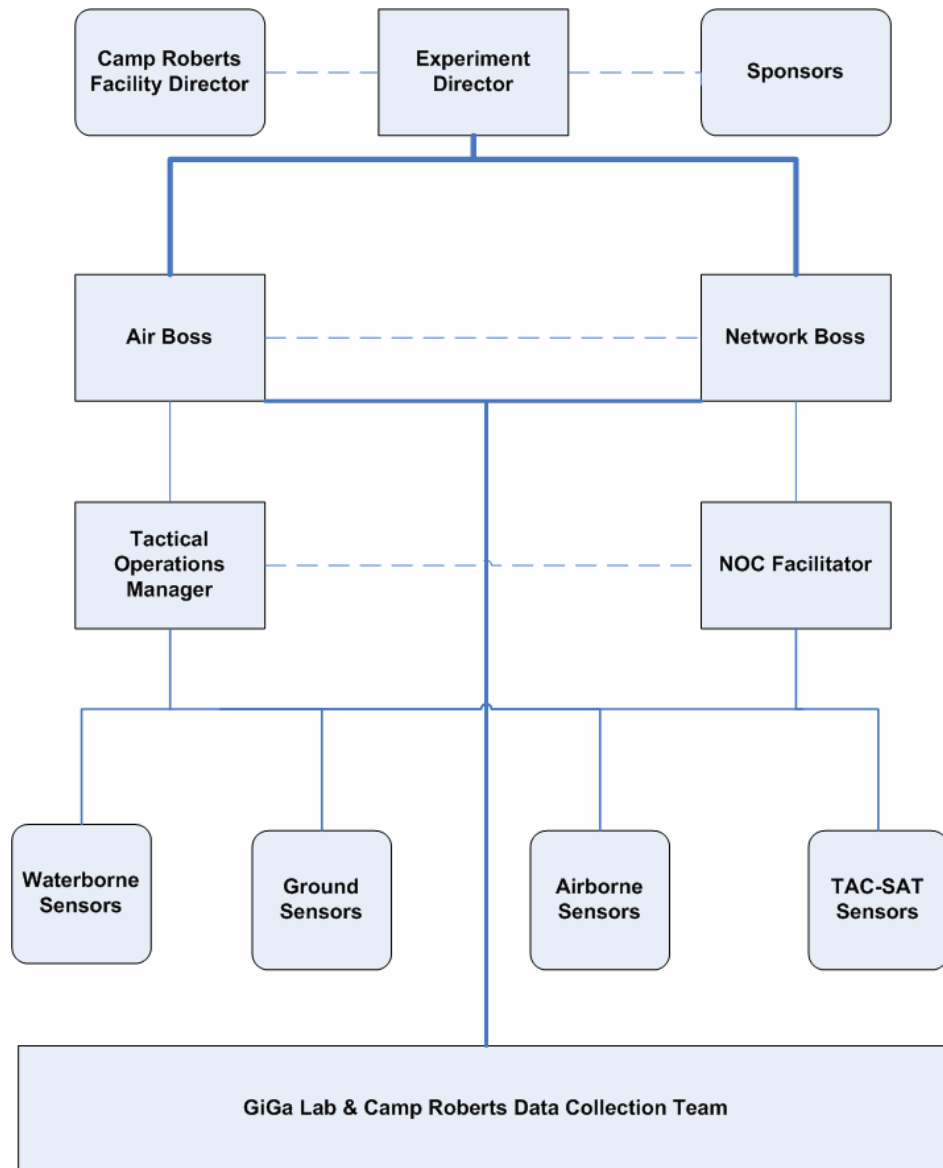 Camp Roberts
Facility Director
Experiment
Director
Sponsors
Air Boss
Network Boss
Tactical
Operations
Manager
NOC Facilitator
Waterborne
Sensors
Ground
Sensors
Airborne
Sensors
TAC-SAT
Sensors
GiGa Lab & Camp Roberts Data Collection Team